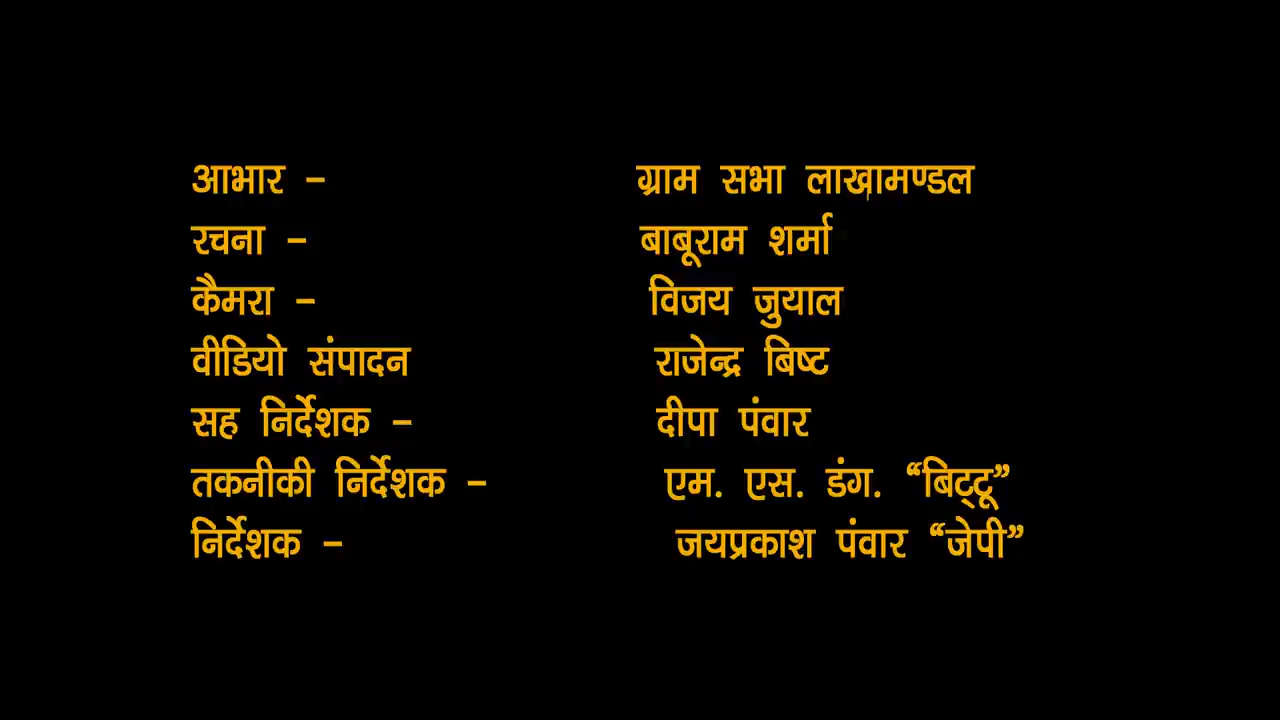 आभार - ग्राम सभा लाखामण्डल
रचना - बाबूराम शर्मा
कैमरा - विजय जुयाल
वीडियो संपादन राजेन्द्र बिष्ट
सह निर्देशक - दीपा पंवार
तकनीकी निर्देशक - एम. एस. डंग. “बिट्टू”
निर्देशक - जयप्रकाश पंवार “जेपी”